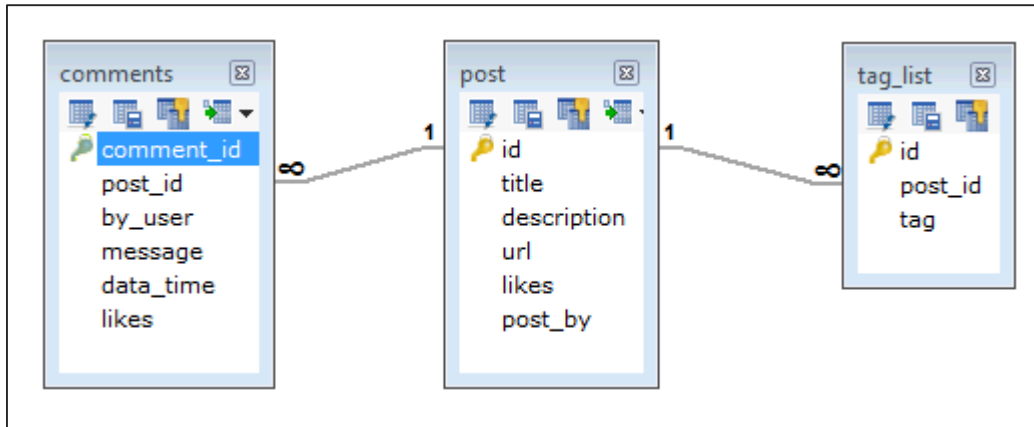 comments
comment_id
post_id
by_user
message
data_time
likes
∞
1
post
id
title
description
url
likes
post_by
1
∞
tag_list
id
post_id
tag